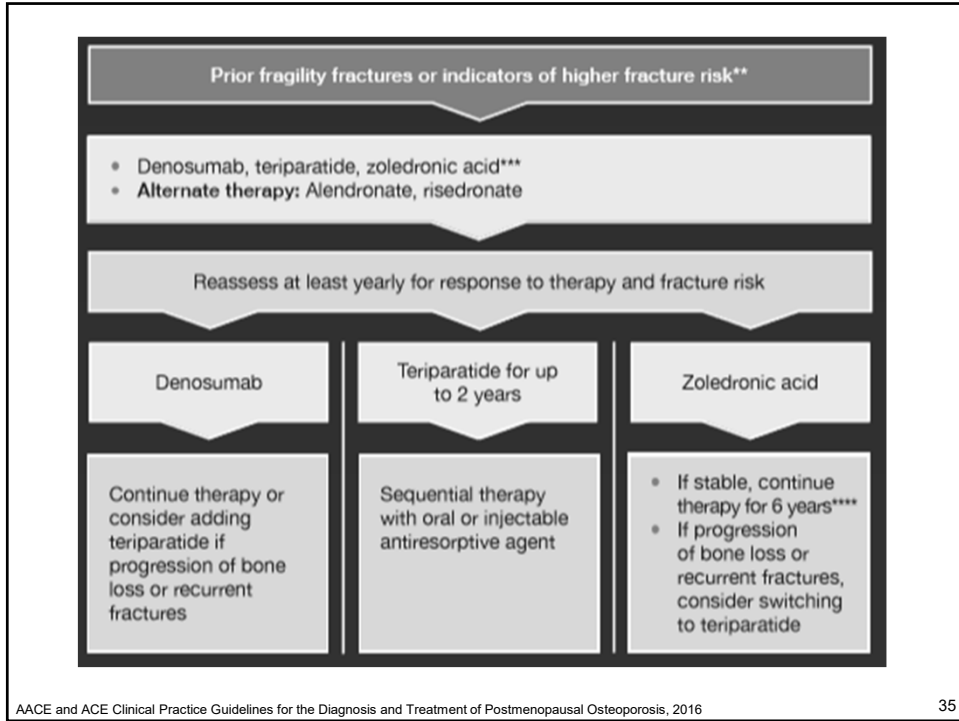 Prior fragility fractures or indicators of higher fracture risk**
• Denosumab, teriparatide, zoledronic acid***
• Alternate therapy: Alendronate, risedronate
Reassess at least yearly for response to therapy and fracture risk
Denosumab
Continue therapy or
consider adding
teriparatide if
progression of bone
loss or recurrent
fractures
Teriparatide for up
to 2 years
Sequential therapy
with oral or injectable
antiresorptive agent
Zoledronic acid
• If stable, continue
therapy for 6 years****
• If progression
of bone loss or
recurrent fractures,
consider switching
to teriparatide
AACE and ACE Clinical Practice Guidelines for the Diagnosis and Treatment of Postmenopausal Osteoporosis, 2016
35